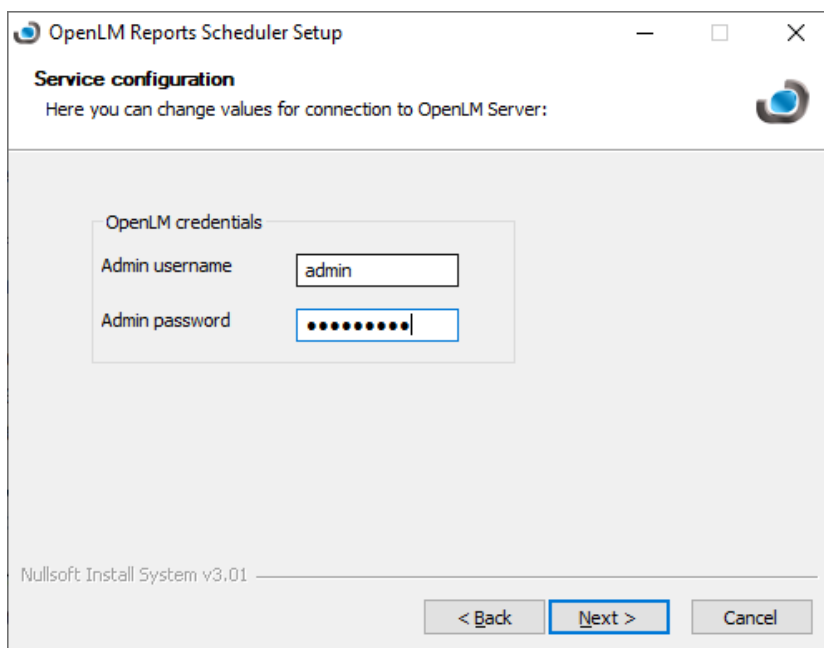 OpenLM Reports Scheduler Setup
Service configuration
Here you can change values for connection to OpenLM Server:
OpenLM credentials
Admin username
admin
Admin password
•••••••••
Nullsoft Install System v3.01
< Back
Next >
Cancel